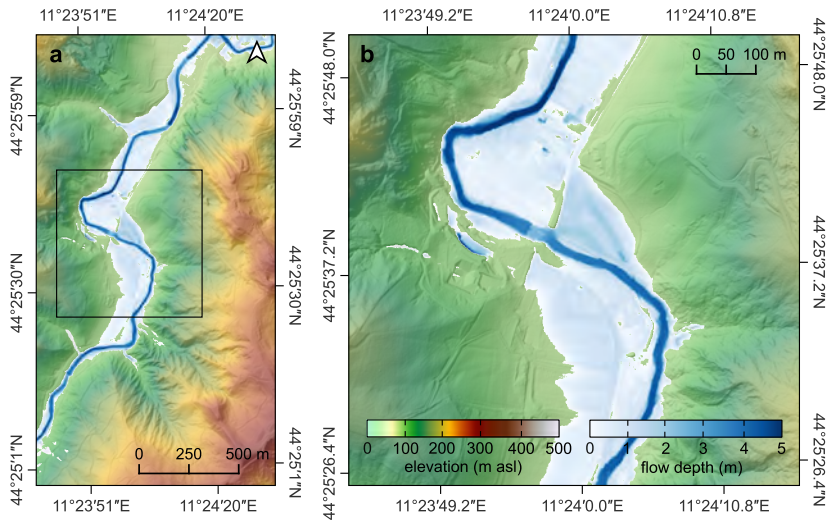 11°23′51″E 11°24′20″E 11°23′49.2″E 11°24′0.0″E 11°24′10.8″E
a
b
0 50 100 m
44°25′59″N 44°25′59″N 44°25′48.0″N 44°25′48.0″N
44°25′30″N 44°25′30″N 44°25′37.2″N 44°25′37.2″N
44°25′1″N 44°25′1″N 44°25′26.4″N 44°25′26.4″N
0 250 500 m
0 100 200 300 400 500
elevation (m asl)
0 1 2 3 4 5
flow depth (m)
11°23′51″E 11°24′20″E 11°23′49.2″E 11°24′0.0″E 11°24′10.8″E